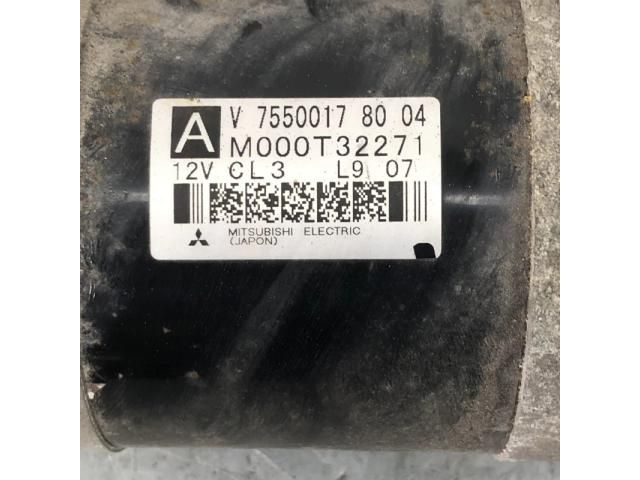 A V 7550017 80 04
M000T32271
12V CL3 L9 07
MITSUBISHI ELECTRIC
(JAPON)